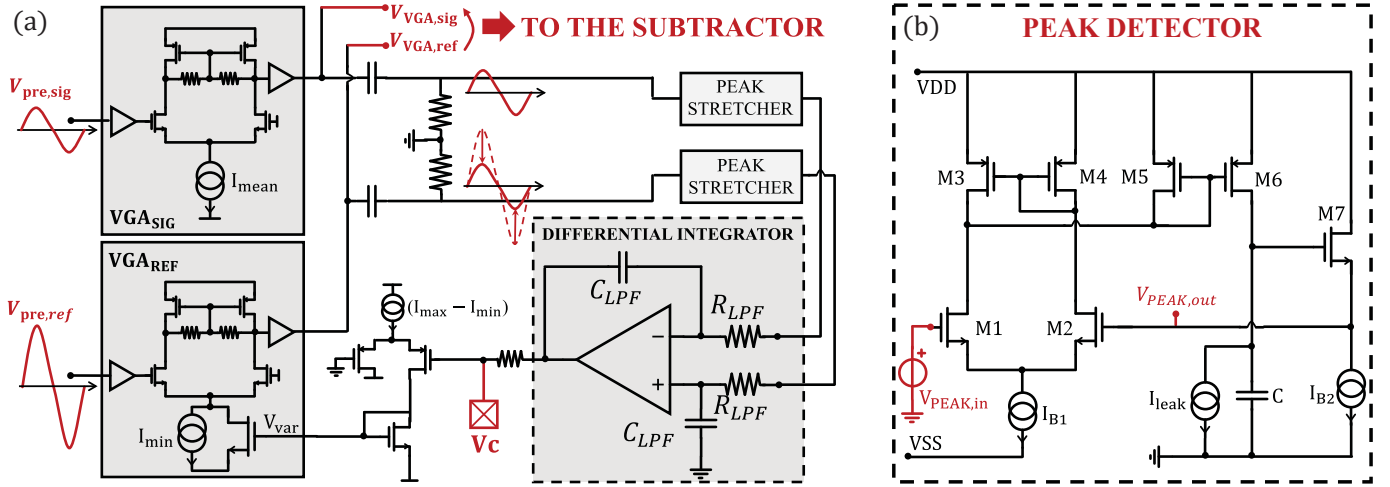 (a)
V_VGA,sig
V_VGA,ref
TO THE SUBTRACTOR
V_pre,sig
I_mean
VGA_SIG
PEAK
STRETCHER
PEAK
STRETCHER
VGA_REF
V_pre,ref
I_min
V_var
(I_max − I_min)
Vc
DIFFERENTIAL INTEGRATOR
C_LPF
R_LPF
−
+
R_LPF
C_LPF
(b)
PEAK DETECTOR
VDD
M3
M4
M5
M6
M7
V_PEAK,out
M1
M2
+
V_PEAK,in
I_B1
I_leak
C
I_B2
VSS